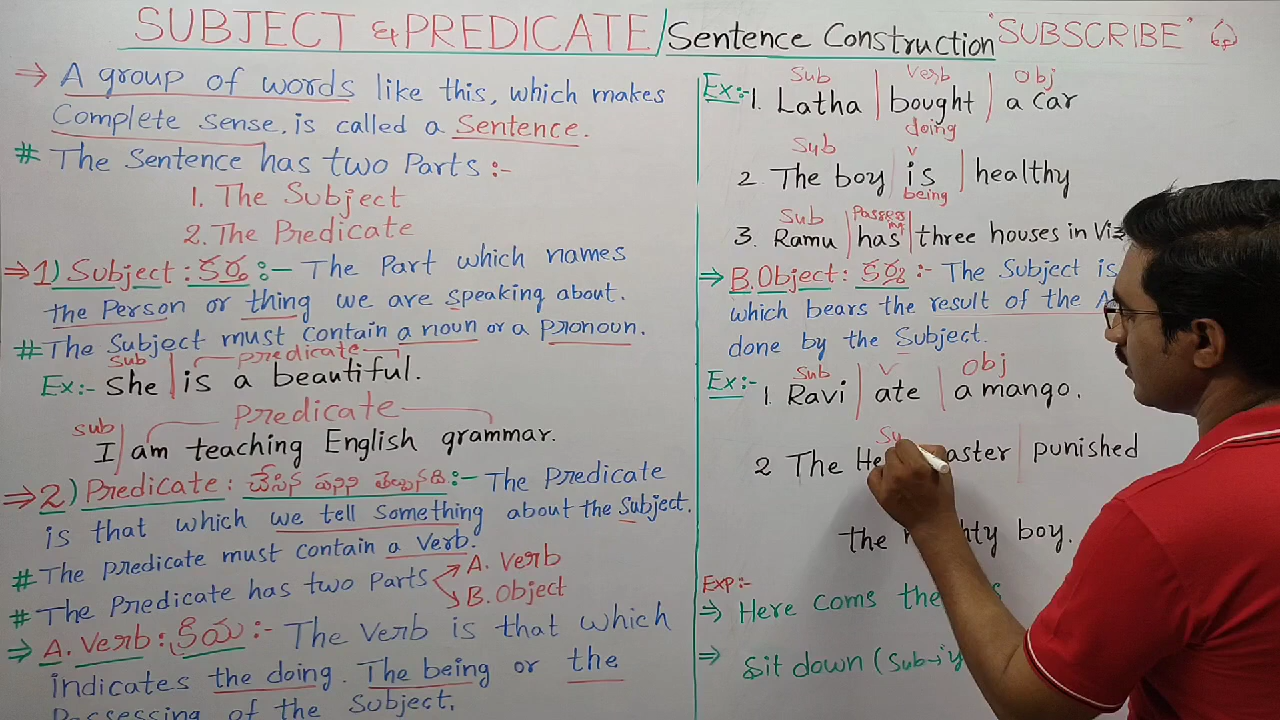 SUBJECT & PREDICATE/Sentence Construction "SUBSCRIBE"
⇒ A group of words like this, which makes
Complete Sense, is called a Sentence.
# The Sentence has two Parts :-
1. The Subject
2. The Predicate
⇒ 1) Subject : కర్త :- The Part which names
the Person or thing we are speaking about.
# The Subject must contain a noun or a pronoun.
sub predicate
Ex:- She | is a beautiful.
sub Predicate
I | am teaching English grammar.
⇒ 2) Predicate : :- The Predicate
is that which we tell Something about the Subject.
# The predicate must contain a Verb.
# The Predicate has two Parts
A. Verb
B. Object
⇒ A. Verb : క్రియ :- The Verb is that which
indicates the doing. The being or the
Possessing of the Subject.
Sub Verb Obj
Ex:- 1. Latha | bought | a car
doing
Sub V
2. The boy | is | healthy
being
Sub Possessing
3. Ramu | has | three houses in
⇒ B. Object : కర్మ :- The Subject is
which bears the result of the
done by the Subject.
Sub V Obj
Ex:- 1. Ravi | ate | a mango.
Su
2 The | punished
the boy.
Exp:-
⇒ Here coms the
⇒ Sit down (Sub→